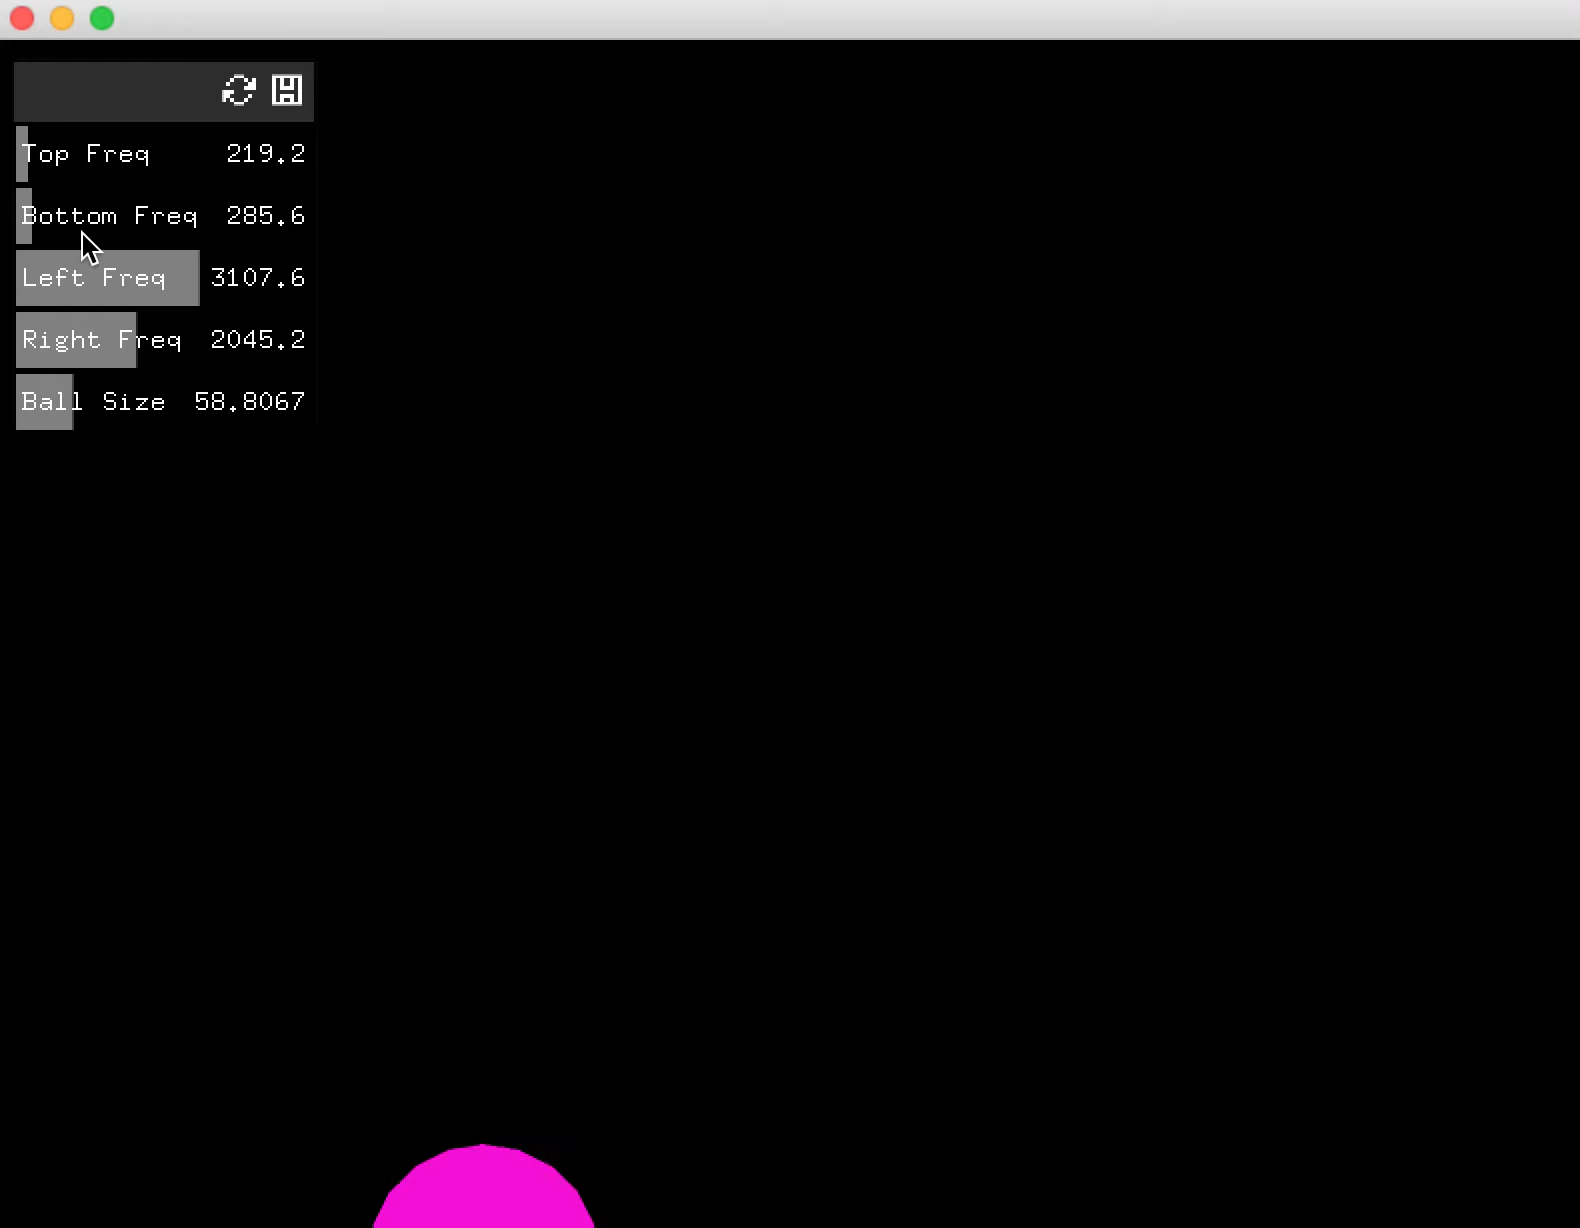 Top Freq 219.2
Bottom Freq 285.6
Left Freq 3107.6
Right Freq 2045.2
Ball Size 58.8067